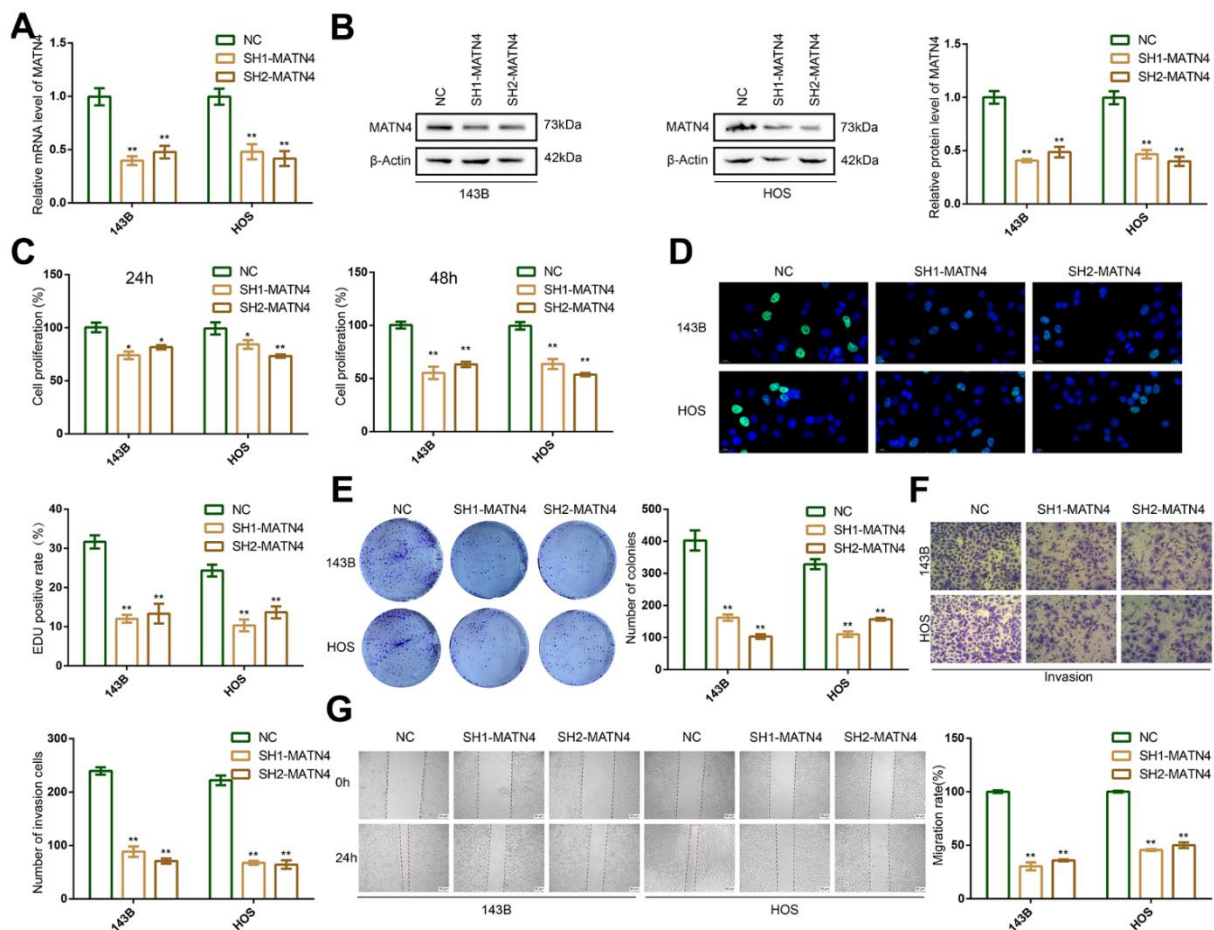 A
Relative mRNA level of MATN4
1.5
1.0
0.5
0.0
NC
SH1-MATN4
SH2-MATN4
**
**
**
**
143B
HOS
B
NC
SH1-MATN4
SH2-MATN4
MATN4
73kDa
β-Actin
42kDa
143B
NC
SH1-MATN4
SH2-MATN4
MATN4
73kDa
β-Actin
42kDa
HOS
Relative protein level of MATN4
1.5
1.0
0.5
0.0
NC
SH1-MATN4
SH2-MATN4
**
**
**
**
143B
HOS
C
Cell proliferation (%)
150
100
50
0
24h
NC
SH1-MATN4
SH2-MATN4
*
*
*
**
143B
HOS
Cell proliferation (%)
150
100
50
0
48h
NC
SH1-MATN4
SH2-MATN4
**
**
**
**
143B
HOS
D
NC
SH1-MATN4
SH2-MATN4
143B
HOS
EDU positive rate (%)
40
30
20
10
0
NC
SH1-MATN4
SH2-MATN4
**
**
**
**
143B
HOS
E
NC
SH1-MATN4
SH2-MATN4
143B
HOS
Number of colonies
500
400
300
200
100
0
NC
SH1-MATN4
SH2-MATN4
**
**
**
**
143B
HOS
F
NC
SH1-MATN4
SH2-MATN4
143B
HOS
Invasion
Number of invasion cells
300
200
100
0
NC
SH1-MATN4
SH2-MATN4
**
**
**
**
143B
HOS
G
NC
SH1-MATN4
SH2-MATN4
NC
SH1-MATN4
SH2-MATN4
0h
24h
143B
HOS
Migration rate(%)
150
100
50
0
NC
SH1-MATN4
SH2-MATN4
**
**
**
**
143B
HOS